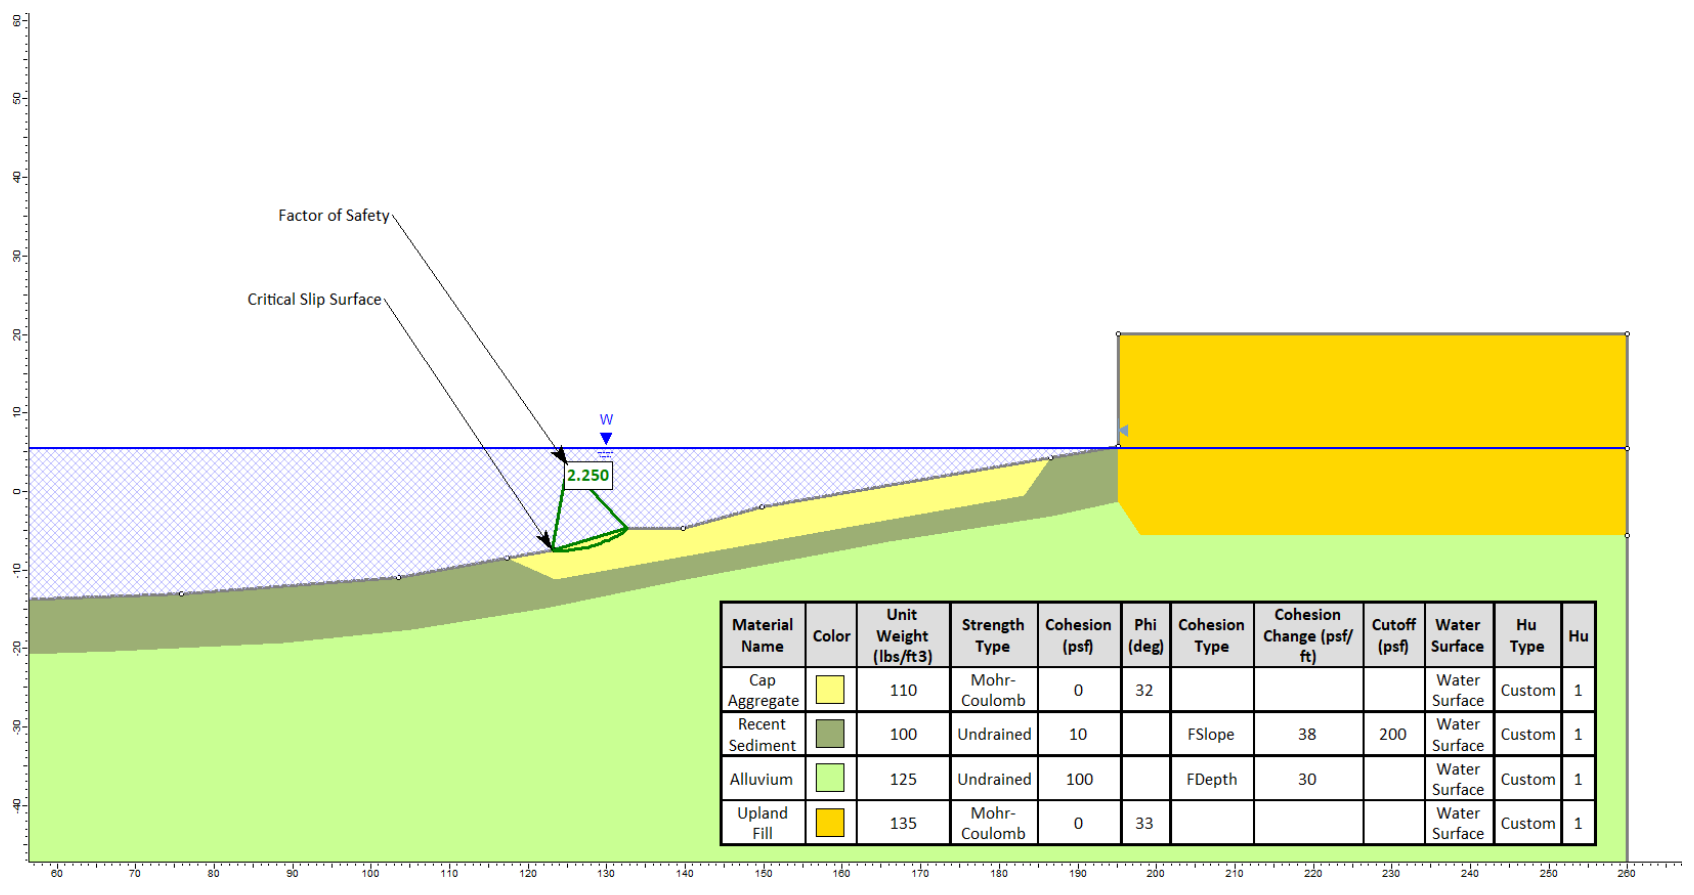 60
50
40
30
20
10
0
-10
-20
-30
-40
Factor of Safety
Critical Slip Surface
W
2.250
Material Name | Color | Unit Weight (lbs/ft3) | Strength Type | Cohesion (psf) | Phi (deg) | Cohesion Type | Cohesion Change (psf/ft) | Cutoff (psf) | Water Surface | Hu Type | Hu
Cap Aggregate | 110 | Mohr-Coulomb | 0 | 32 | Water Surface | Custom | 1
Recent Sediment | 100 | Undrained | 10 | FSlope | 38 | 200 | Water Surface | Custom | 1
Alluvium | 125 | Undrained | 100 | FDepth | 30 | Water Surface | Custom | 1
Upland Fill | 135 | Mohr-Coulomb | 0 | 33 | Water Surface | Custom | 1
60 70 80 90 100 110 120 130 140 150 160 170 180 190 200 210 220 230 240 250 260